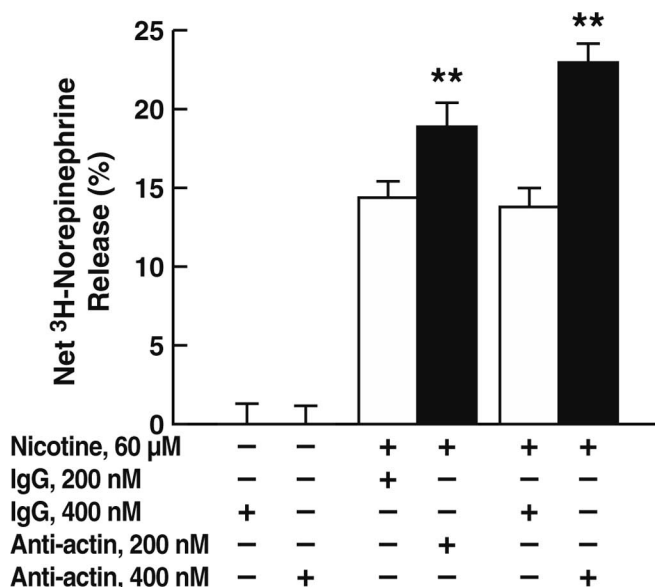 Net ³H-Norepinephrine
Release (%)
25
20
15
10
5
0
**
**
Nicotine, 60 µM − − + + + +
IgG, 200 nM − − + − − −
IgG, 400 nM + − − − + −
Anti-actin, 200 nM − − − + − −
Anti-actin, 400 nM − + − − − +